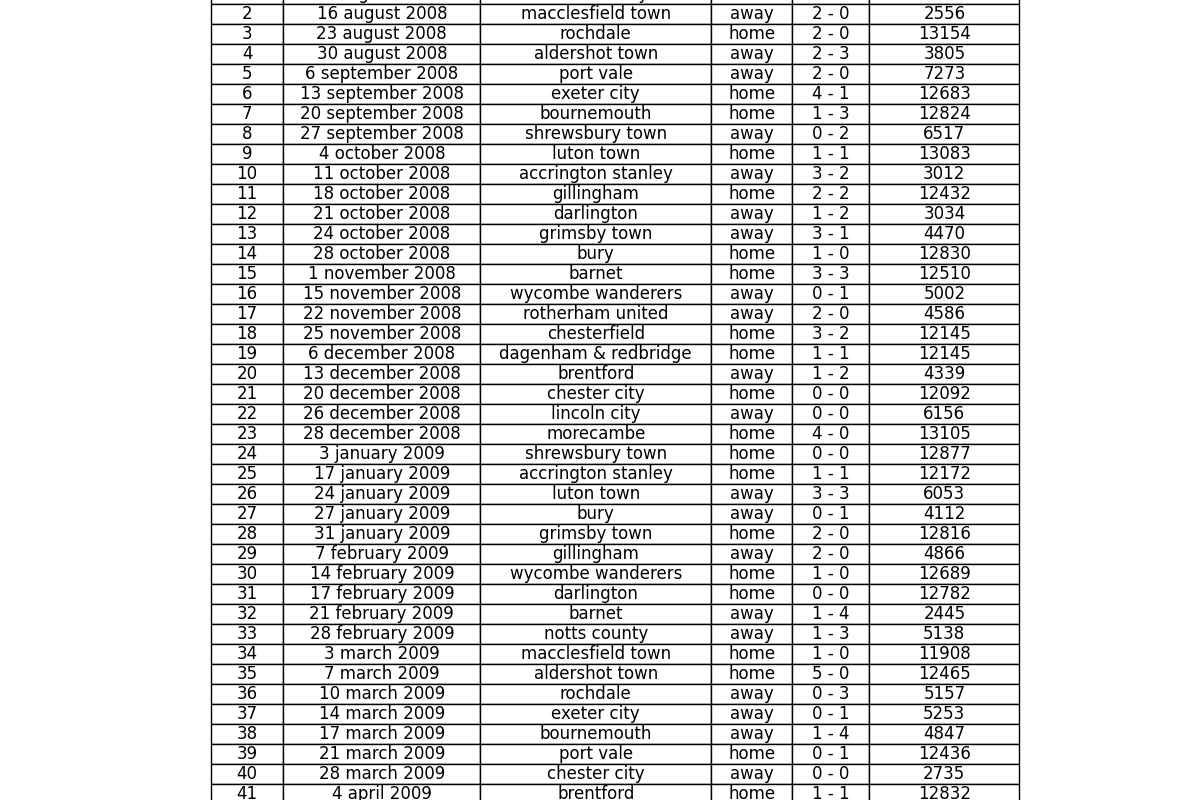 2 16 august 2008 macclesfield town away 2 - 0 2556
3 23 august 2008 rochdale home 2 - 0 13154
4 30 august 2008 aldershot town away 2 - 3 3805
5 6 september 2008 port vale away 2 - 0 7273
6 13 september 2008 exeter city home 4 - 1 12683
7 20 september 2008 bournemouth home 1 - 3 12824
8 27 september 2008 shrewsbury town away 0 - 2 6517
9 4 october 2008 luton town home 1 - 1 13083
10 11 october 2008 accrington stanley away 3 - 2 3012
11 18 october 2008 gillingham home 2 - 2 12432
12 21 october 2008 darlington away 1 - 2 3034
13 24 october 2008 grimsby town away 3 - 1 4470
14 28 october 2008 bury home 1 - 0 12830
15 1 november 2008 barnet home 3 - 3 12510
16 15 november 2008 wycombe wanderers away 0 - 1 5002
17 22 november 2008 rotherham united away 2 - 0 4586
18 25 november 2008 chesterfield home 3 - 2 12145
19 6 december 2008 dagenham & redbridge home 1 - 1 12145
20 13 december 2008 brentford away 1 - 2 4339
21 20 december 2008 chester city home 0 - 0 12092
22 26 december 2008 lincoln city away 0 - 0 6156
23 28 december 2008 morecambe home 4 - 0 13105
24 3 january 2009 shrewsbury town home 0 - 0 12877
25 17 january 2009 accrington stanley home 1 - 1 12172
26 24 january 2009 luton town away 3 - 3 6053
27 27 january 2009 bury away 0 - 1 4112
28 31 january 2009 grimsby town home 2 - 0 12816
29 7 february 2009 gillingham away 2 - 0 4866
30 14 february 2009 wycombe wanderers home 1 - 0 12689
31 17 february 2009 darlington home 0 - 0 12782
32 21 february 2009 barnet away 1 - 4 2445
33 28 february 2009 notts county away 1 - 3 5138
34 3 march 2009 macclesfield town home 1 - 0 11908
35 7 march 2009 aldershot town home 5 - 0 12465
36 10 march 2009 rochdale away 0 - 3 5157
37 14 march 2009 exeter city away 0 - 1 5253
38 17 march 2009 bournemouth away 1 - 4 4847
39 21 march 2009 port vale home 0 - 1 12436
40 28 march 2009 chester city away 0 - 0 2735
41 4 april 2009 brentford home 1 - 1 12832